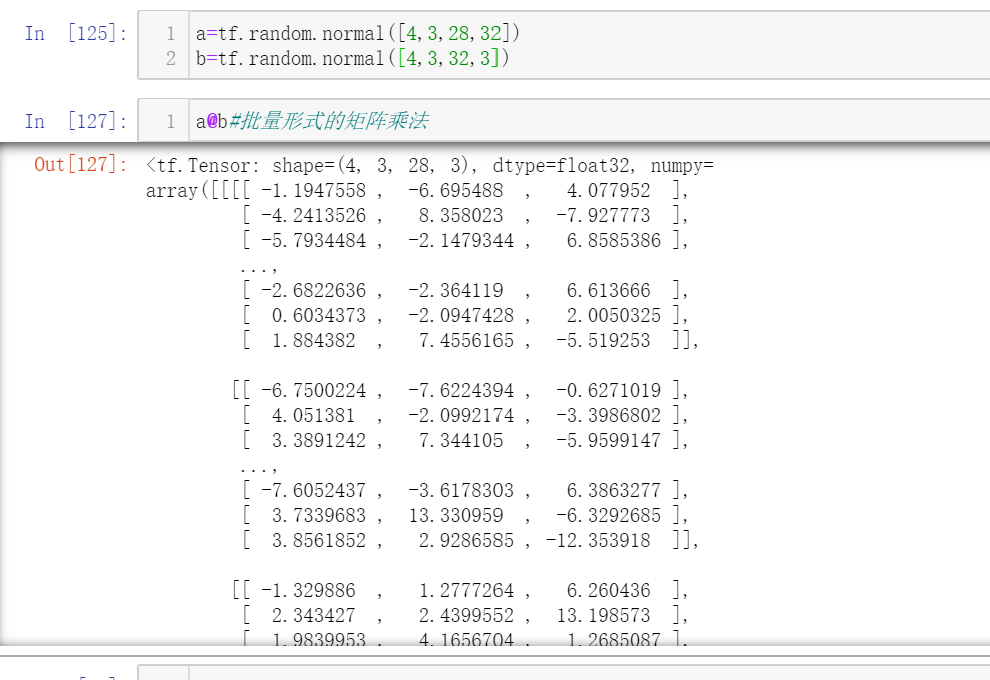 In [125]: 1 a=tf.random.normal([4,3,28,32])
2 b=tf.random.normal([4,3,32,3])
In [127]: 1 a@b#批量形式的矩阵乘法
Out[127]: <tf.Tensor: shape=(4, 3, 28, 3), dtype=float32, numpy=
array([[[[ -1.1947558 , -6.695488 , 4.077952 ],
[ -4.2413526 , 8.358023 , -7.927773 ],
[ -5.7934484 , -2.1479344 , 6.8585386 ],
...,
[ -2.6822636 , -2.364119 , 6.613666 ],
[ 0.6034373 , -2.0947428 , 2.0050325 ],
[ 1.884382 , 7.4556165 , -5.519253 ]],
[[ -6.7500224 , -7.6224394 , -0.6271019 ],
[ 4.051381 , -2.0992174 , -3.3986802 ],
[ 3.3891242 , 7.344105 , -5.9599147 ],
...,
[ -7.6052437 , -3.6178303 , 6.3863277 ],
[ 3.7339683 , 13.330959 , -6.3292685 ],
[ 3.8561852 , 2.9286585 , -12.353918 ]],
[[ -1.329886 , 1.2777264 , 6.260436 ],
[ 2.343427 , 2.4399552 , 13.198573 ],
[ 1.9839953 , 4.1656704 , 1.2685087 ],